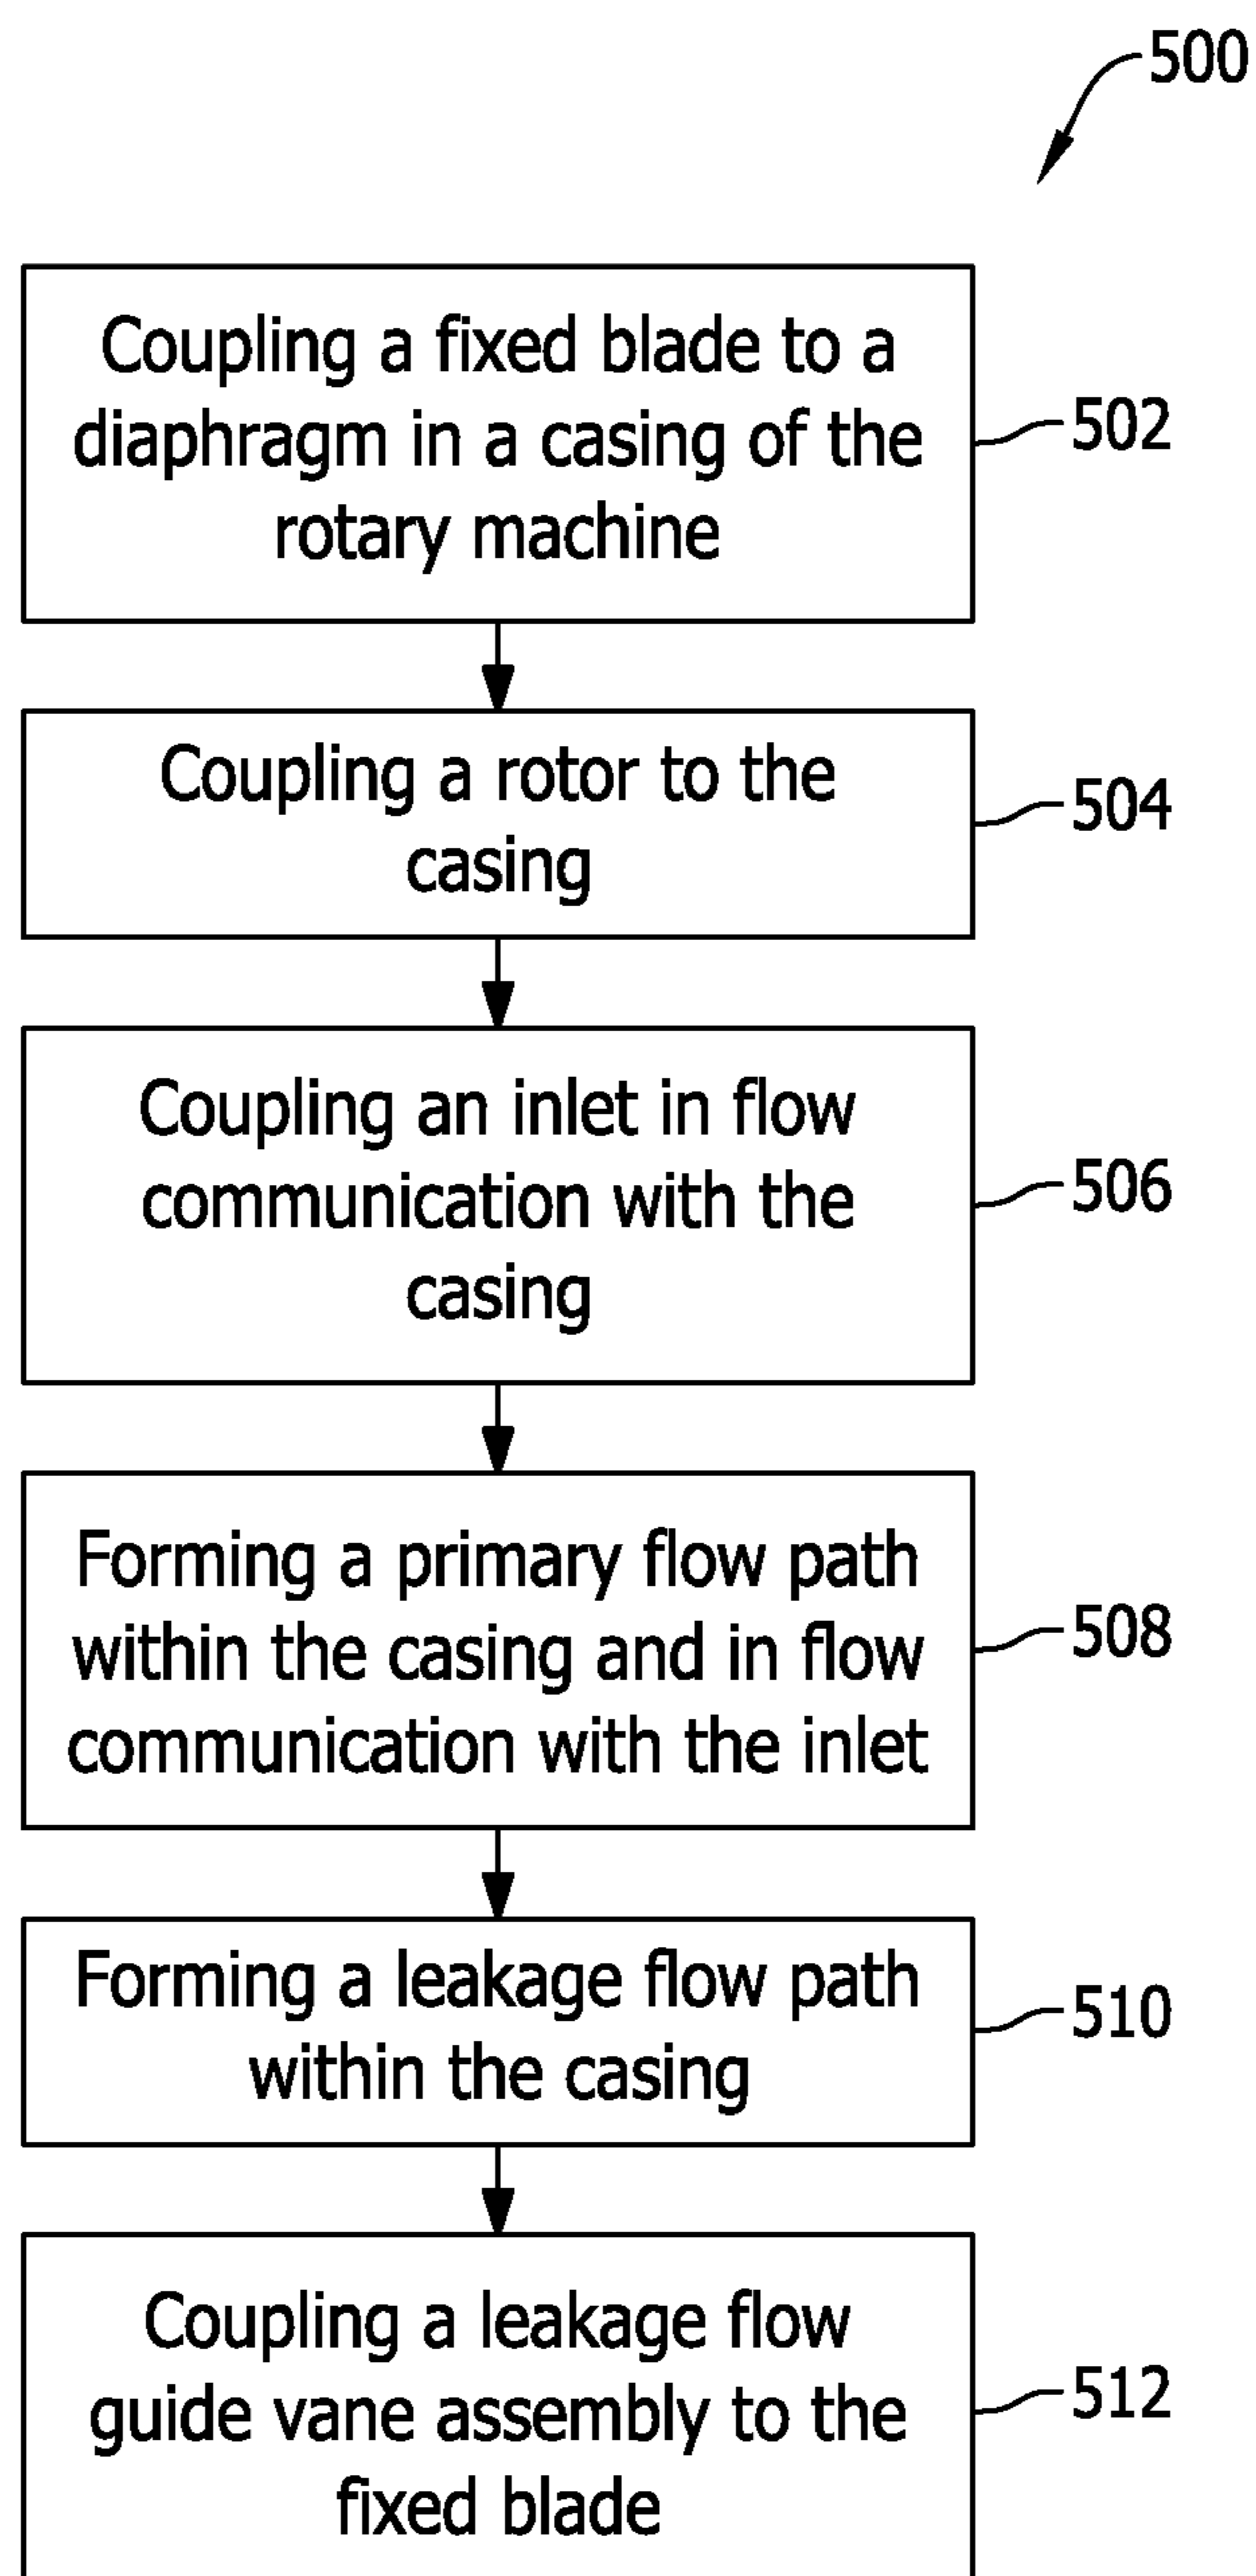 500
Coupling a fixed blade to a
diaphragm in a casing of the
rotary machine
502
Coupling a rotor to the
casing
504
Coupling an inlet in flow
communication with the
casing
506
Forming a primary flow path
within the casing and in flow
communication with the inlet
508
Forming a leakage flow path
within the casing
510
Coupling a leakage flow
guide vane assembly to the
fixed blade
512